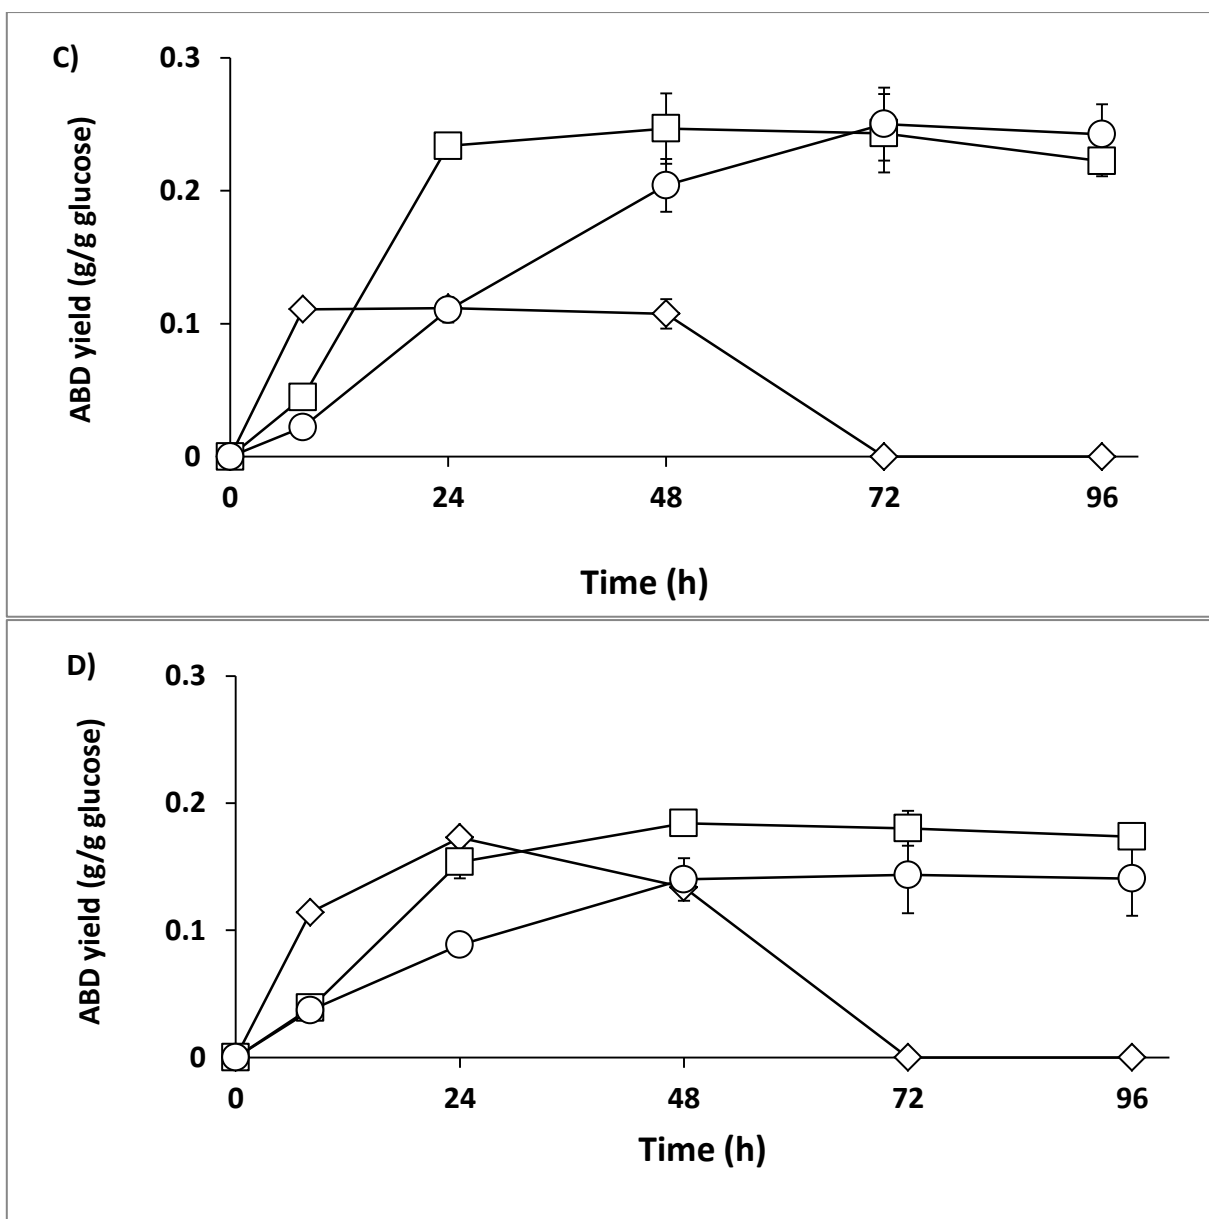 C)
ABD yield (g/g glucose)
0.3
0.2
0.1
0
0 24 48 72 96
Time (h)
D)
ABD yield (g/g glucose)
0.3
0.2
0.1
0
0 24 48 72 96
Time (h)